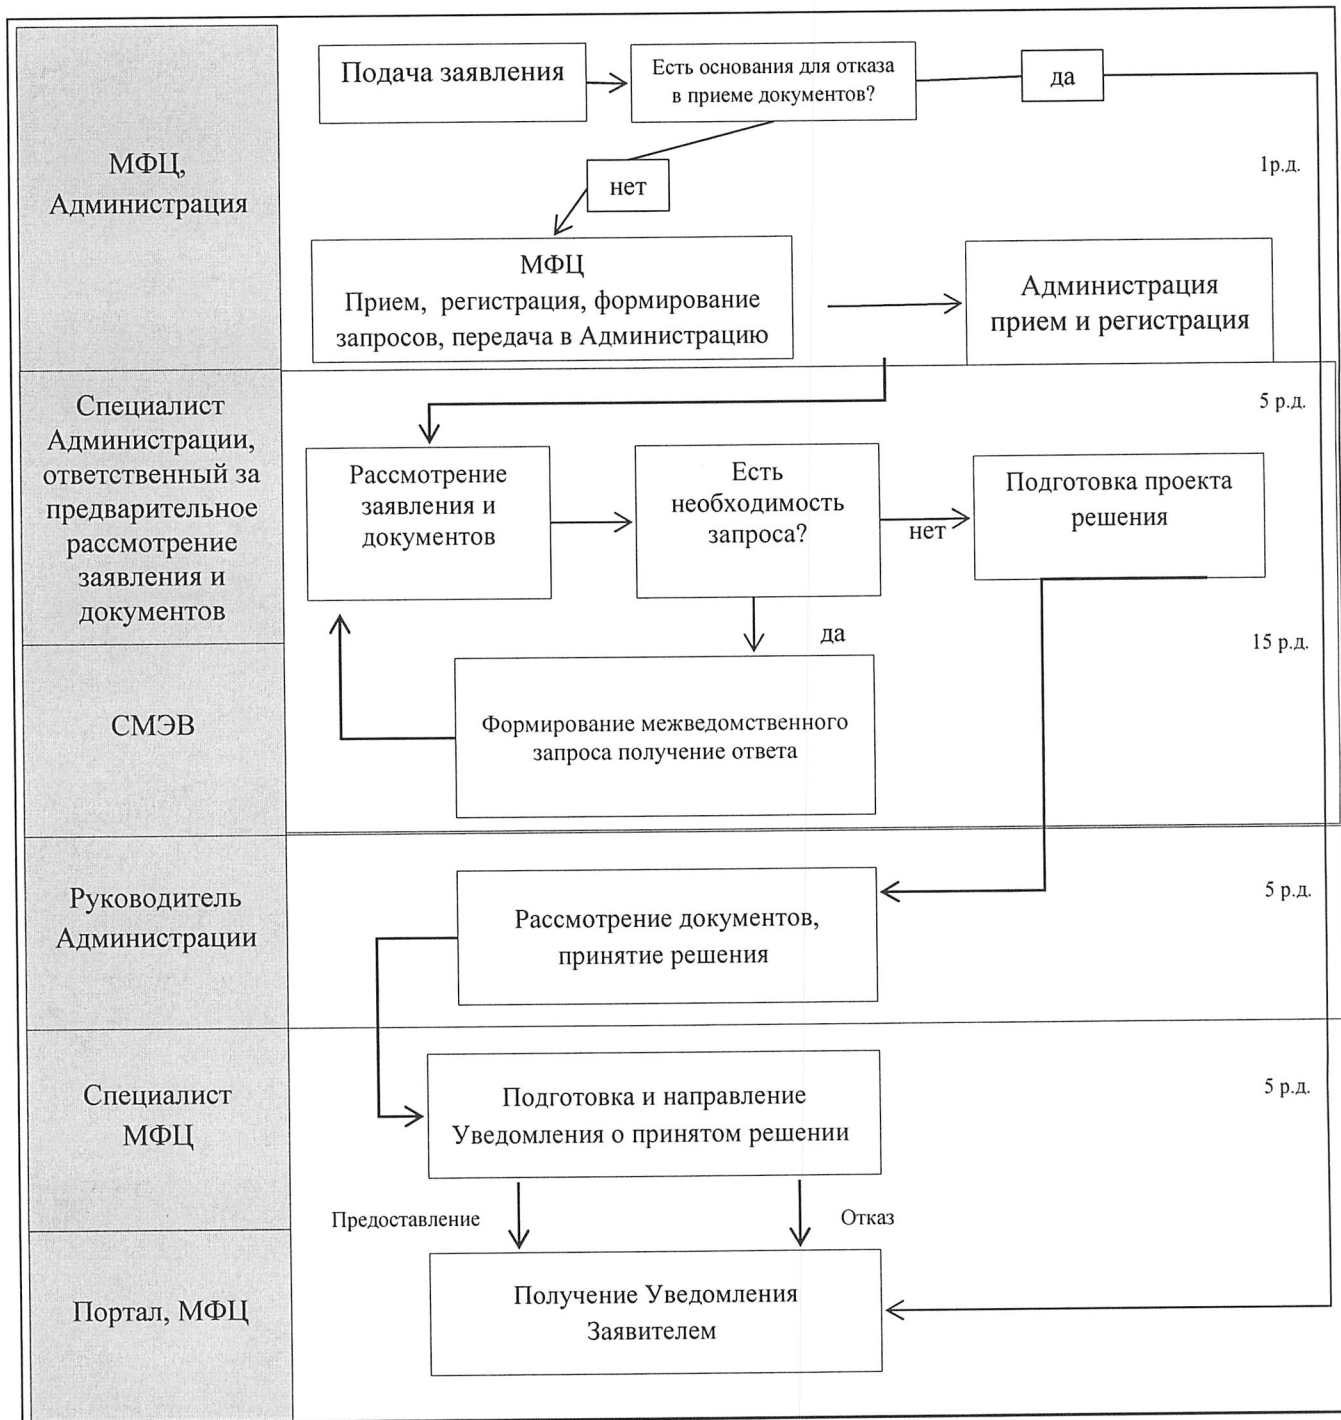 МФЦ,
Администрация
Подача заявления
Есть основания для отказа
в приеме документов?
да
нет
1р.д.
МФЦ
Прием, регистрация, формирование
запросов, передача в Администрацию
Администрация
прием и регистрация
Специалист
Администрации,
ответственный за
предварительное
рассмотрение
заявления и
документов
5 р.д.
Рассмотрение
заявления и
документов
Есть
необходимость
запроса?
нет
Подготовка проекта
решения
да
15 р.д.
СМЭВ
Формирование межведомственного
запроса получение ответа
Руководитель
Администрации
Рассмотрение документов,
принятие решения
5 р.д.
Специалист
МФЦ
Подготовка и направление
Уведомления о принятом решении
5 р.д.
Предоставление
Отказ
Портал, МФЦ
Получение Уведомления
Заявителем